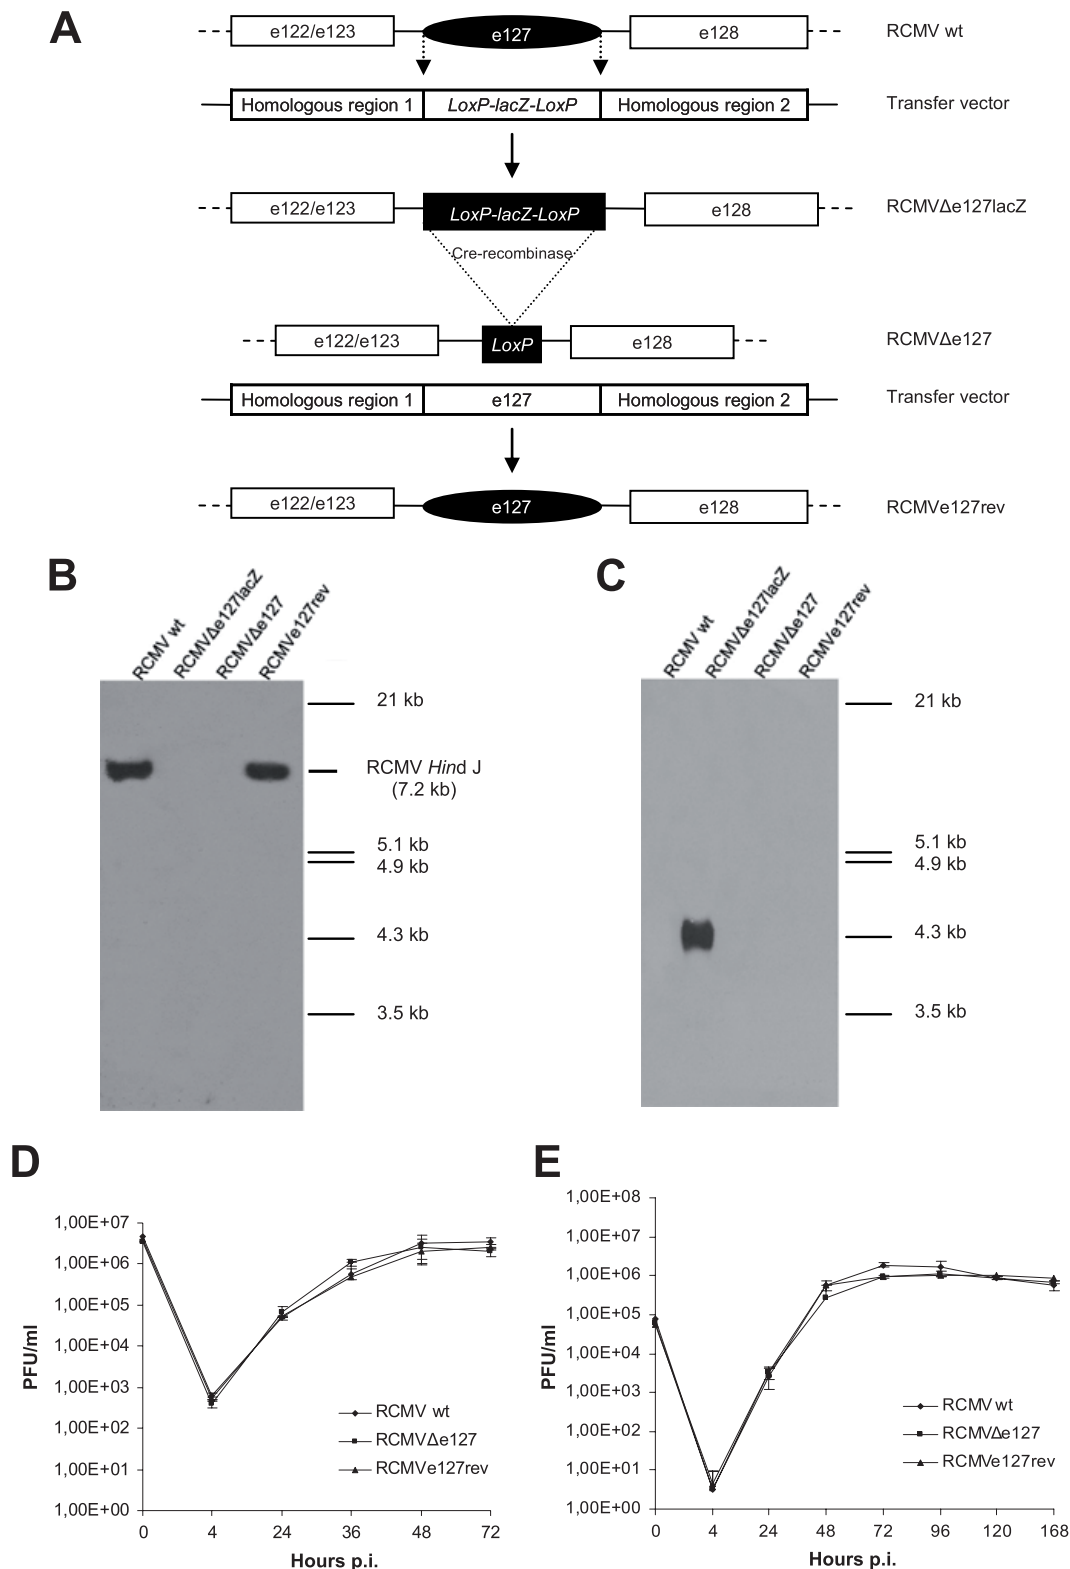 A
e122/e123 e127 e128 RCMV wt
Homologous region 1 LoxP-lacZ-LoxP Homologous region 2 Transfer vector
e122/e123 LoxP-lacZ-LoxP e128 RCMVΔe127lacZ
Cre-recombinase
e122/e123 LoxP e128 RCMVΔe127
Homologous region 1 e127 Homologous region 2 Transfer vector
e122/e123 e127 e128 RCMVe127rev
B
RCMV wt
RCMVΔe127lacZ
RCMVΔe127
RCMVe127rev
21 kb
RCMV Hind J
(7.2 kb)
5.1 kb
4.9 kb
4.3 kb
3.5 kb
C
RCMV wt
RCMVΔe127lacZ
RCMVΔe127
RCMVe127rev
21 kb
5.1 kb
4.9 kb
4.3 kb
3.5 kb
D
PFU/ml
1,00E+07
1,00E+06
1,00E+05
1,00E+04
1,00E+03
1,00E+02
1,00E+01
1,00E+00
RCMV wt
RCMVΔe127
RCMVe127rev
0 4 24 36 48 72
Hours p.i.
E
PFU/ml
1,00E+08
1,00E+07
1,00E+06
1,00E+05
1,00E+04
1,00E+03
1,00E+02
1,00E+01
1,00E+00
RCMV wt
RCMVΔe127
RCMVe127rev
0 4 24 48 72 96 120 168
Hours p.i.